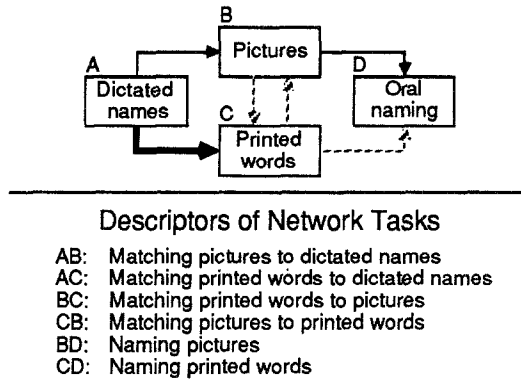 B
Pictures
A
Dictated
names
D
Oral
naming
C
Printed
words
Descriptors of Network Tasks
AB: Matching pictures to dictated names
AC: Matching printed words to dictated names
BC: Matching printed words to pictures
CB: Matching pictures to printed words
BD: Naming pictures
CD: Naming printed words